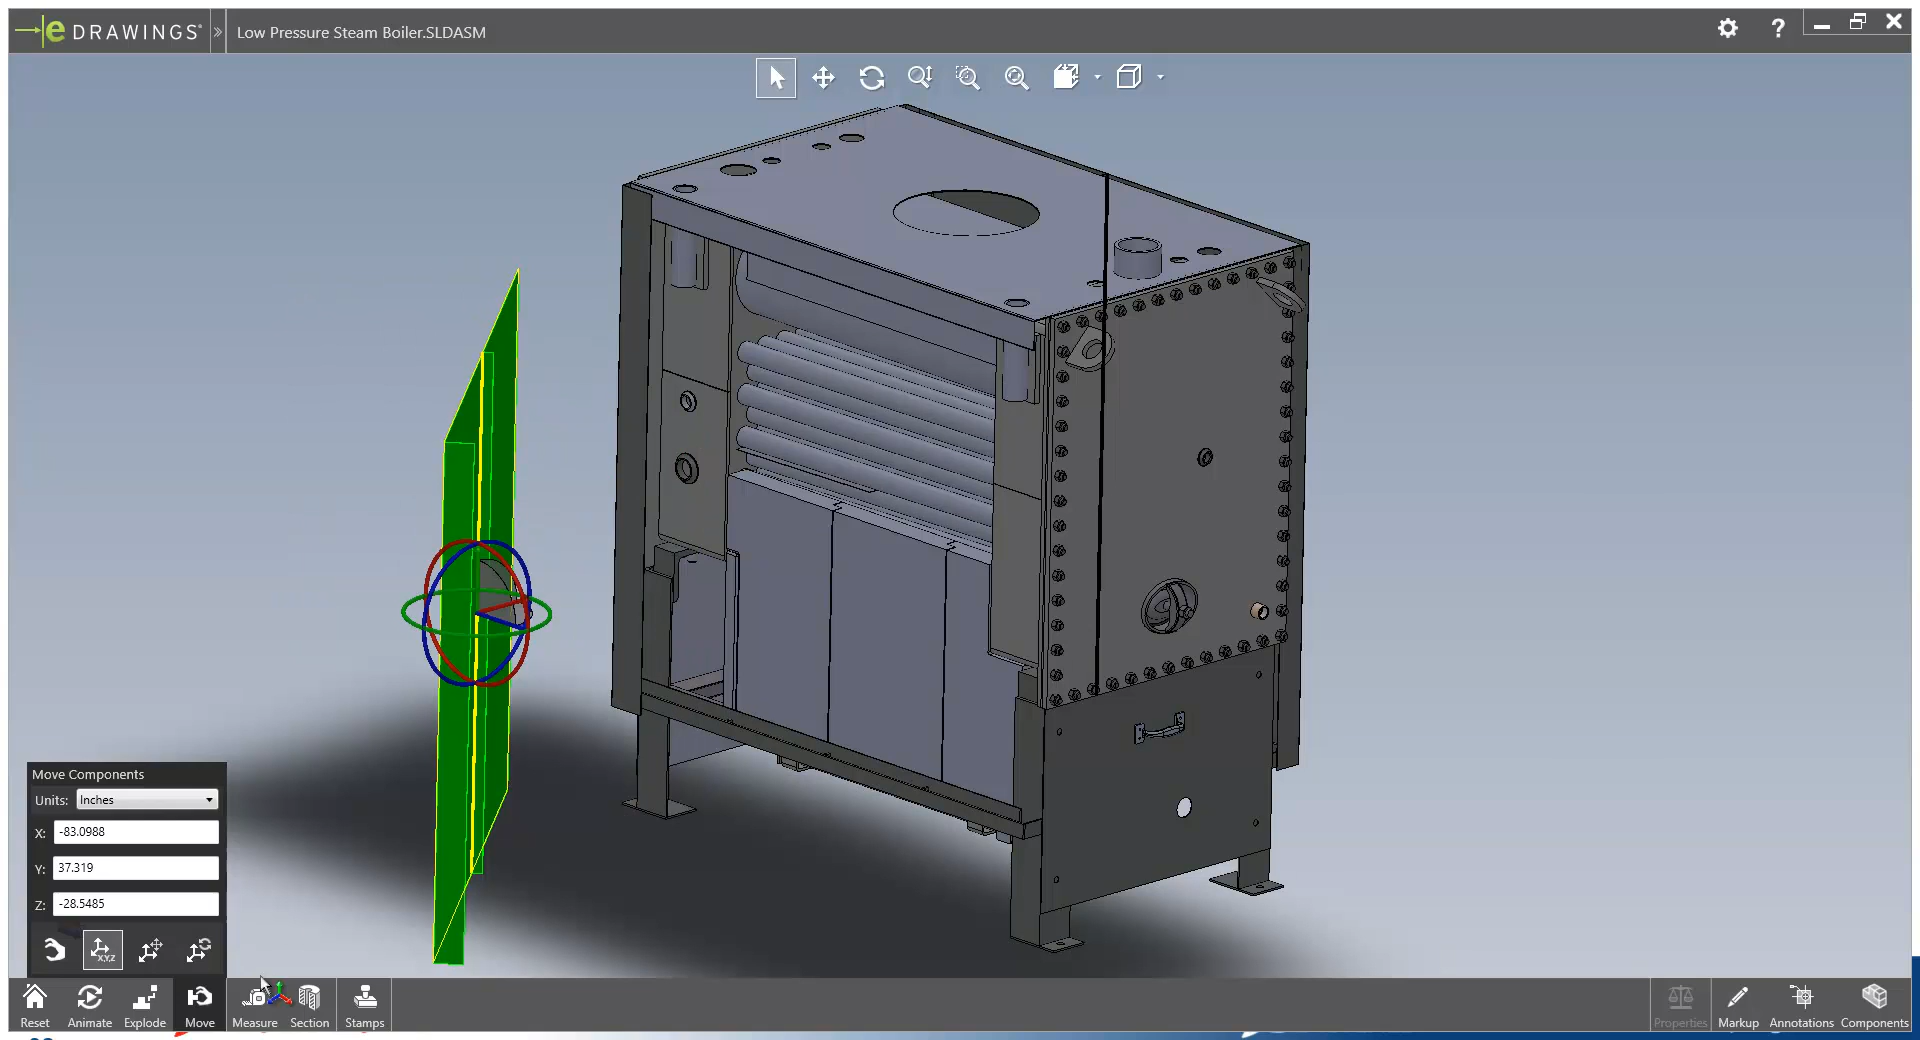 eDRAWINGS® » Low Pressure Steam Boiler.SLDASM
?
Move Components
Units: Inches
X: -83.0988
Y: 37.319
Z: -28.5485
X,Y,Z
Reset Animate Explode Move Measure Section Stamps Properties Markup Annotations Components